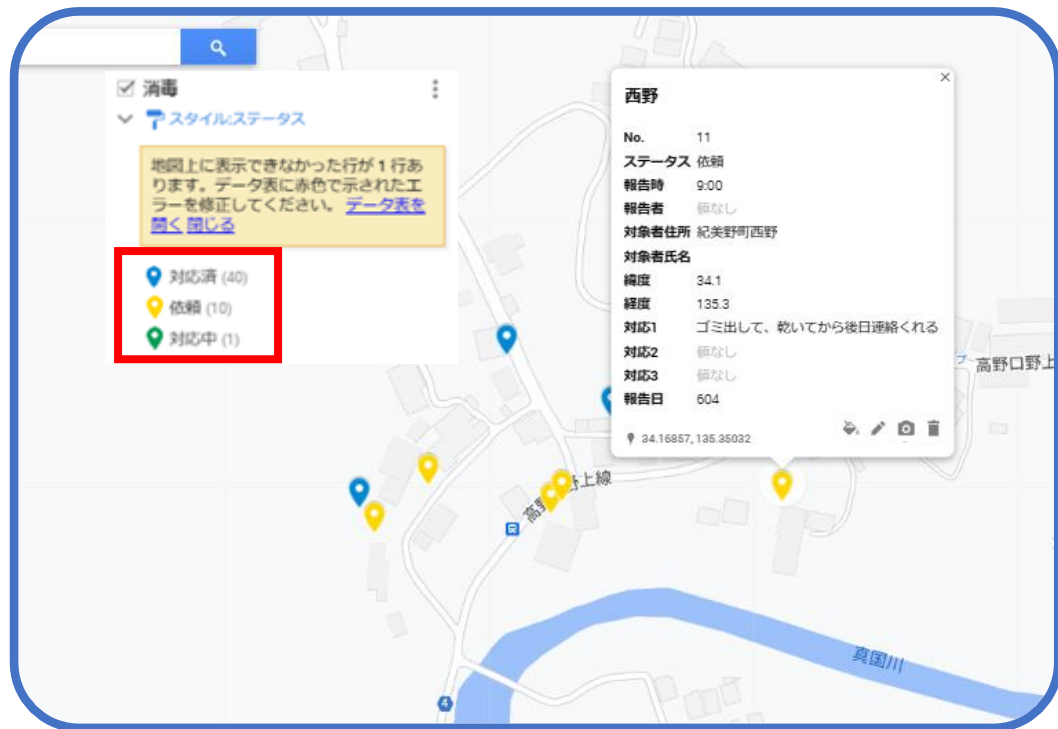 消毒
スタイル:ステータス
地図上に表示できなかった行が 1 行あ
ります。データ表に赤色で示されたエ
ラーを修正してください。 データ表を
開く 閉じる
対応済 (40)
依頼 (10)
対応中 (1)
西野
No. 11
ステータス 依頼
報告時 9:00
報告者 値なし
対象者住所 紀美野町西野
対象者氏名
緯度 34.1
経度 135.3
対応1 ゴミ出して、乾いてから後日連絡くれる
対応2 値なし
対応3 値なし
報告日 604
34.16857, 135.35032
高野口野上
上線
真国川
4